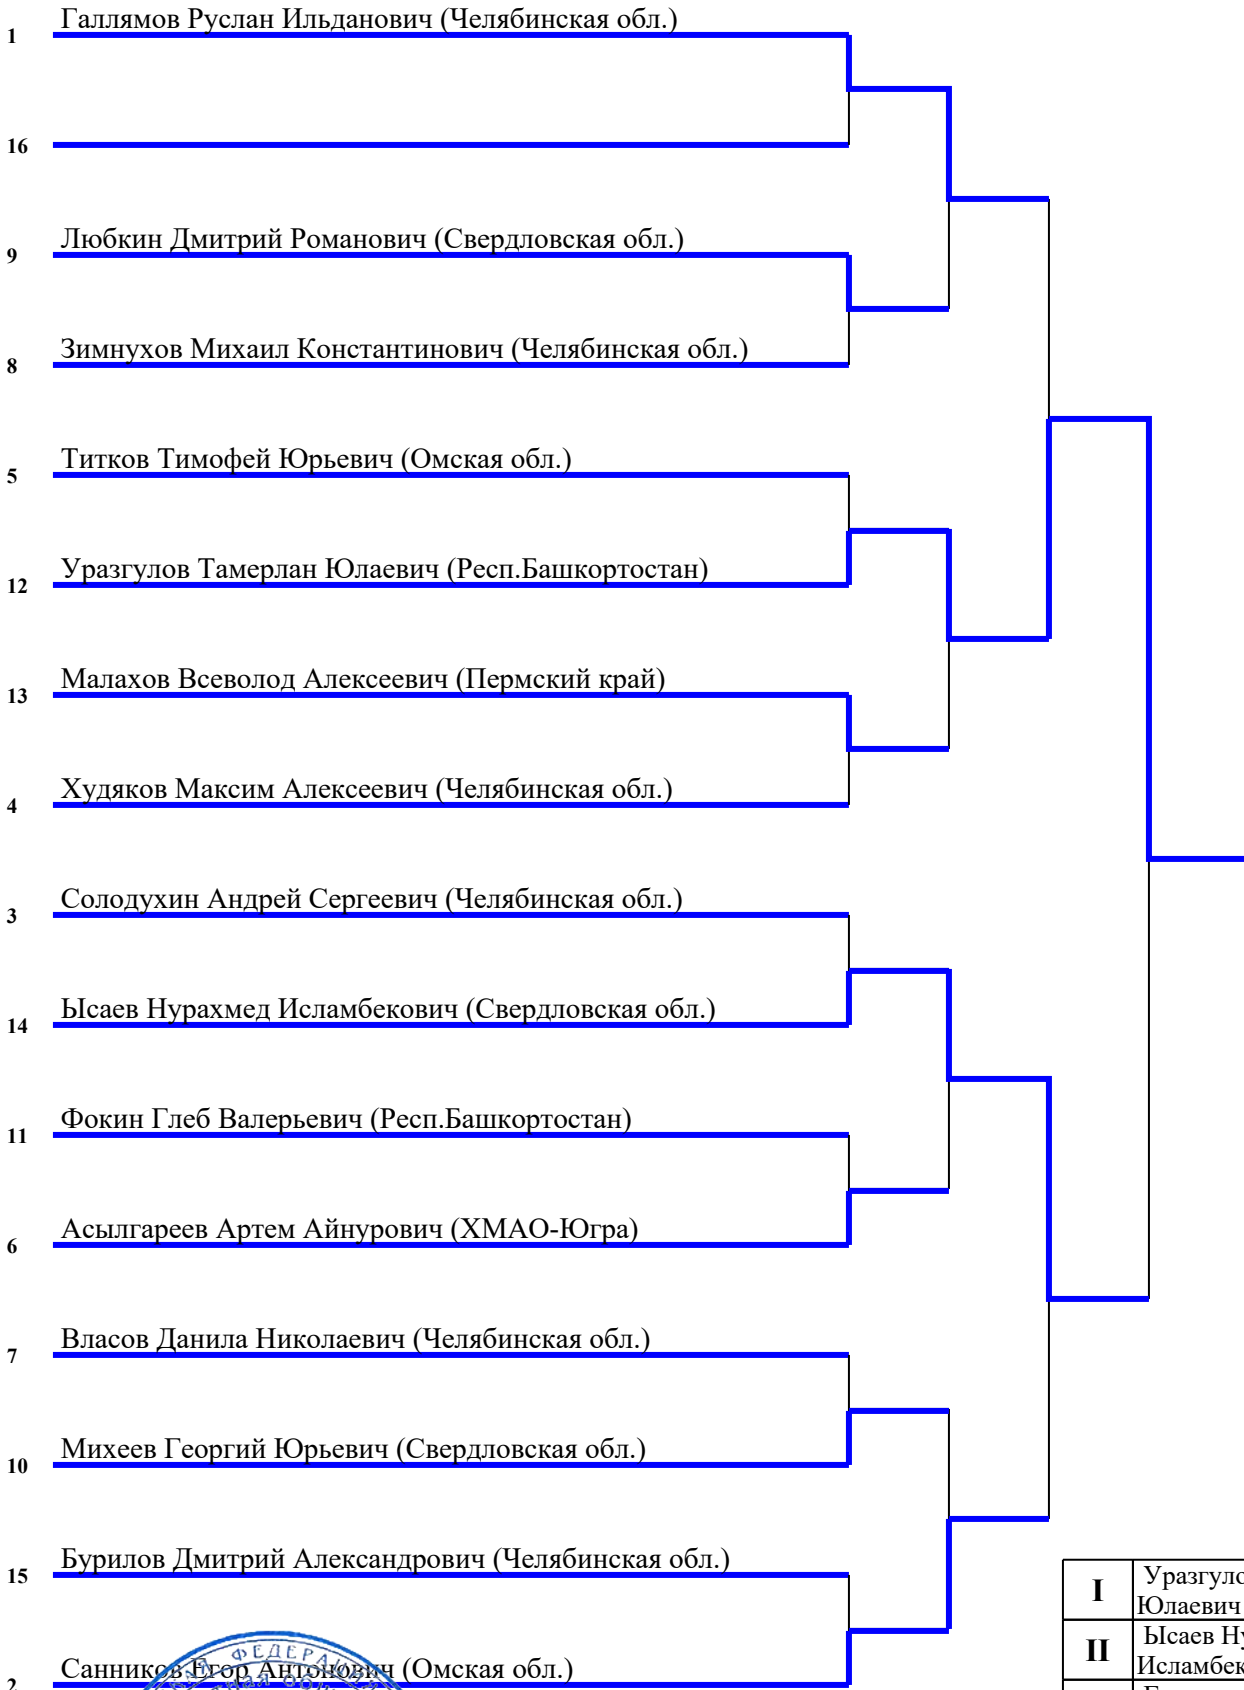 Галлямов Руслан Ильданович (Челябинская обл.)
1
16
Любкин Дмитрий Романович (Свердловская обл.)
9
Зимнухов Михаил Константинович (Челябинская обл.)
8
Титков Тимофей Юрьевич (Омская обл.)
5
Уразгулов Тамерлан Юлаевич (Респ.Башкортостан)
12
Малахов Всеволод Алексеевич (Пермский край)
13
Худяков Максим Алексеевич (Челябинская обл.)
4
Солодухин Андрей Сергеевич (Челябинская обл.)
3
Ысаев Нурахмед Исламбекович (Свердловская обл.)
14
Фокин Глеб Валерьевич (Респ.Башкортостан)
11
Асылгареев Артем Айнурович (ХМАО-Югра)
6
Власов Данила Николаевич (Челябинская обл.)
7
Михеев Георгий Юрьевич (Свердловская обл.)
10
Бурилов Дмитрий Александрович (Челябинская обл.)
15
Санников Егор Антонович (Омская обл.)
2
I
Уразгуло
Юлаевич
II
Ысаев Ну
Исламбек